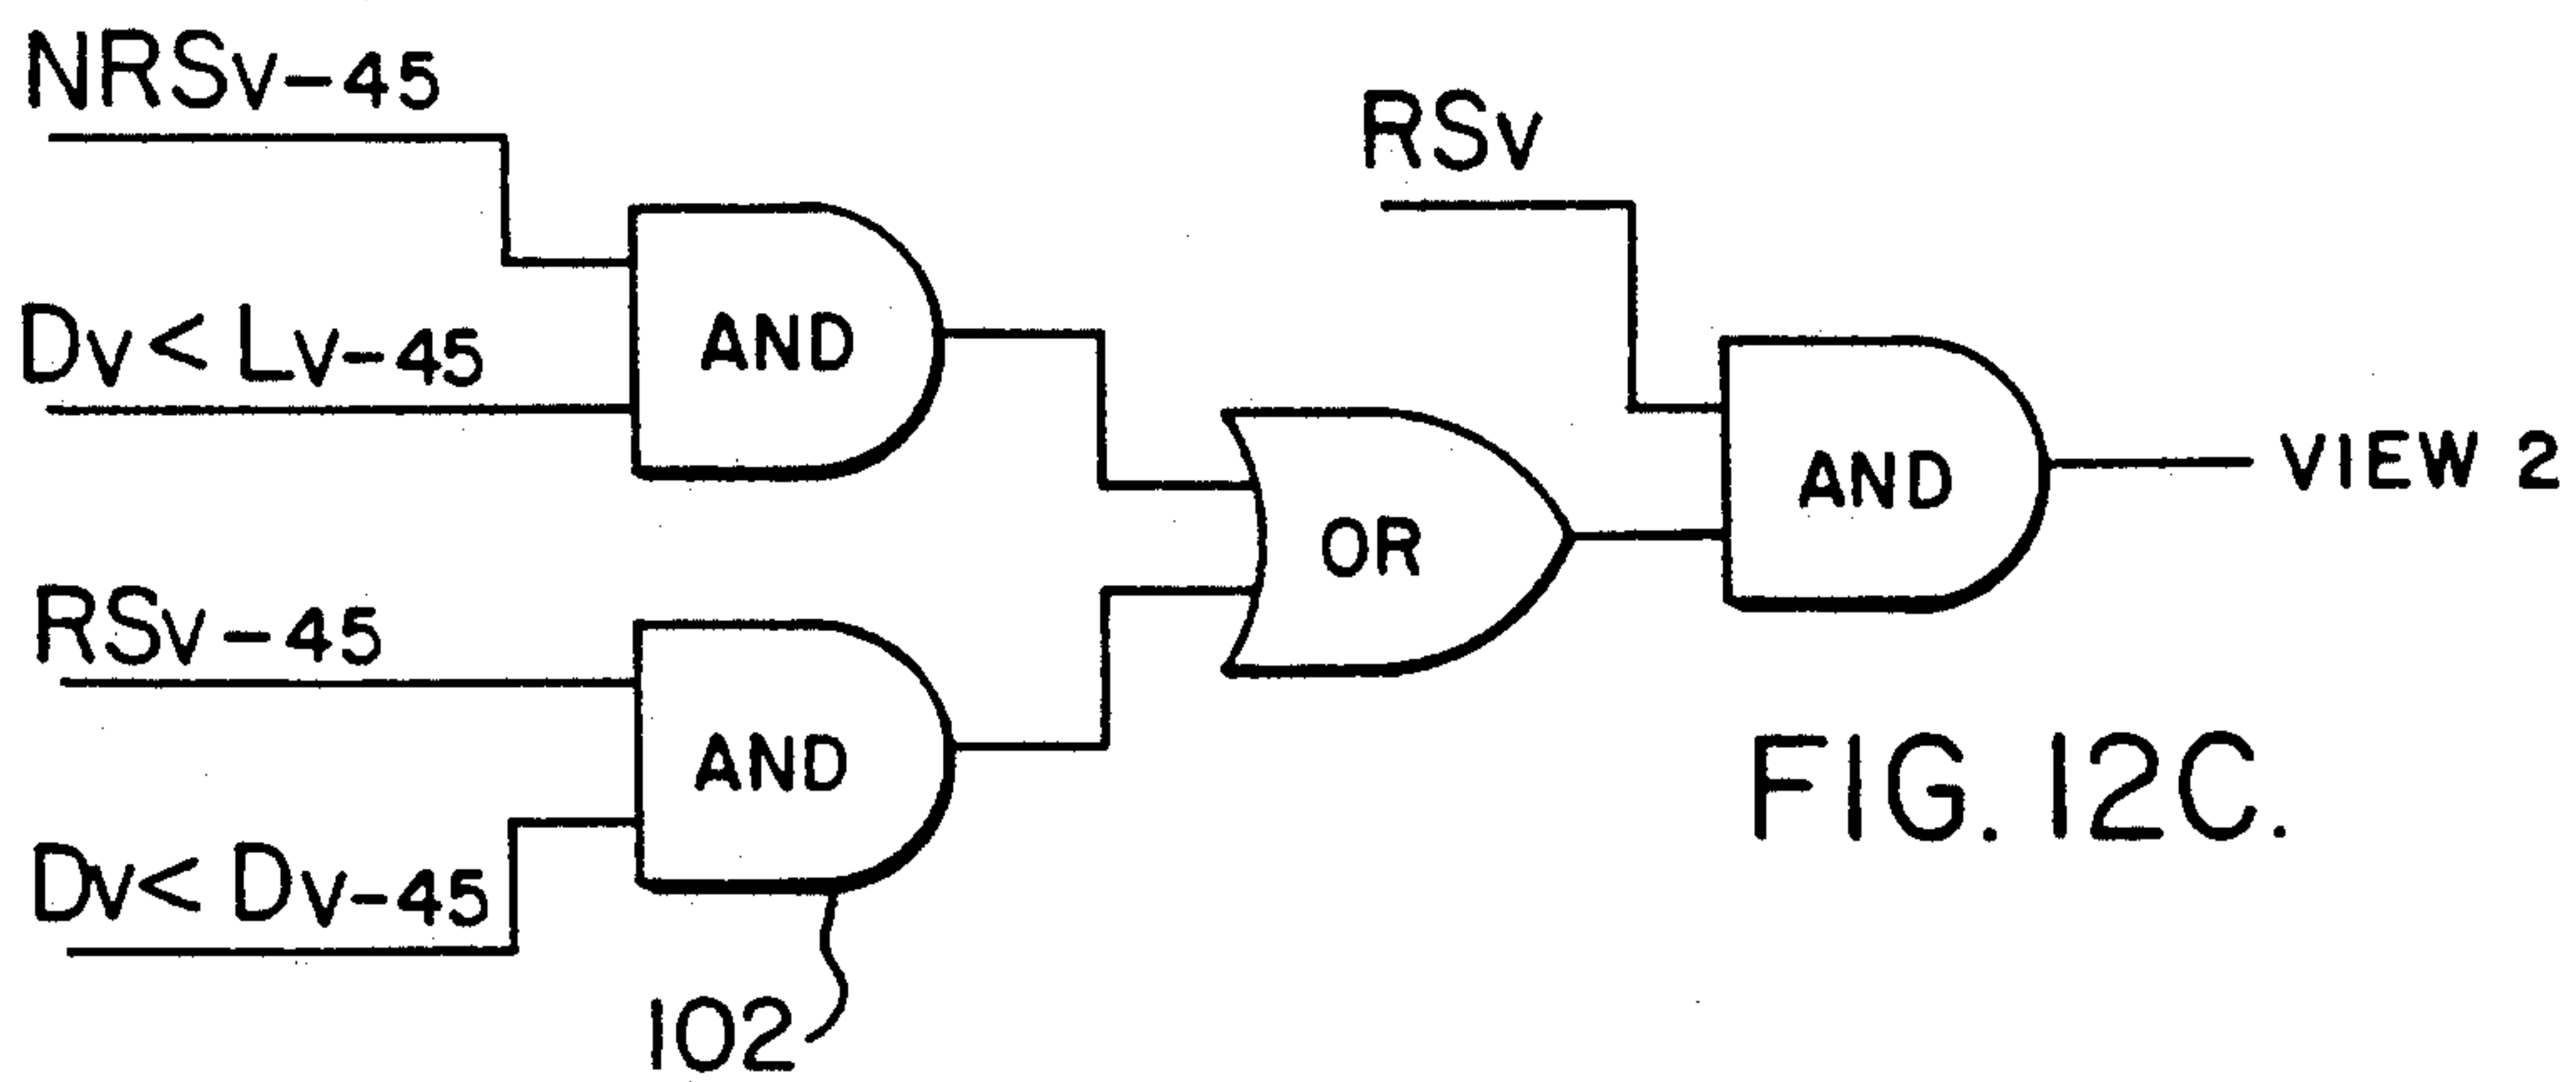 NRSV-45
RSV
DV < LV-45
AND
AND
VIEW 2
OR
RSV-45
AND
FIG. 12C.
DV < DV-45
102